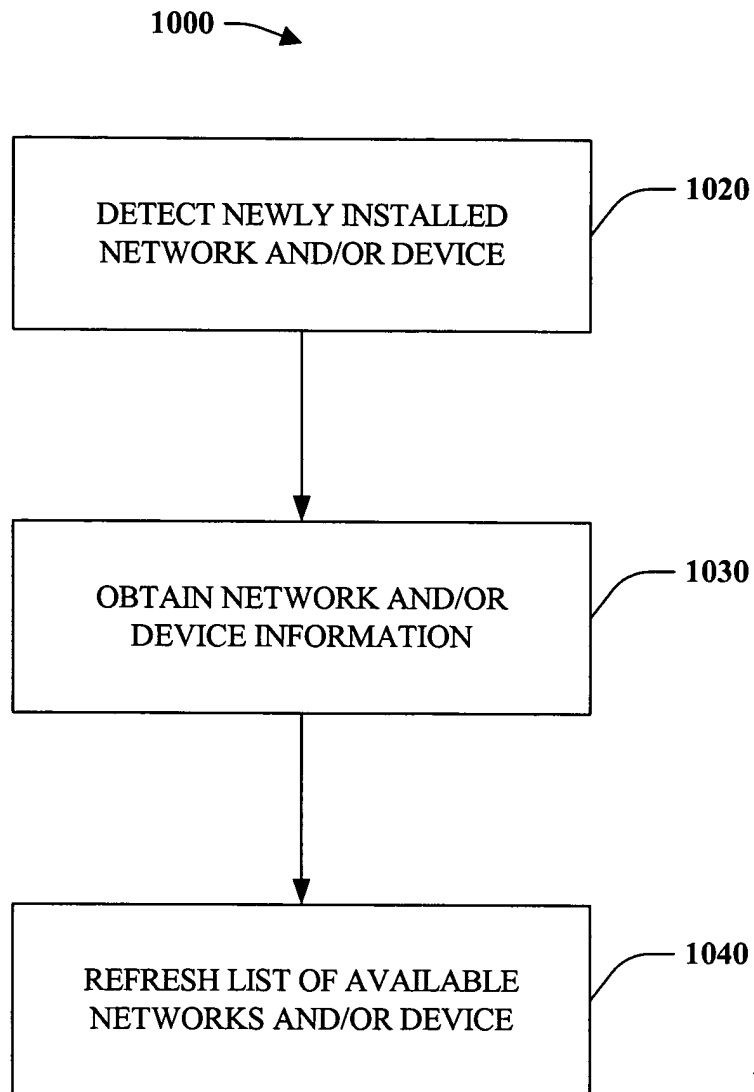 1000
DETECT NEWLY INSTALLED
NETWORK AND/OR DEVICE
1020
OBTAIN NETWORK AND/OR
DEVICE INFORMATION
1030
REFRESH LIST OF AVAILABLE
NETWORKS AND/OR DEVICE
1040